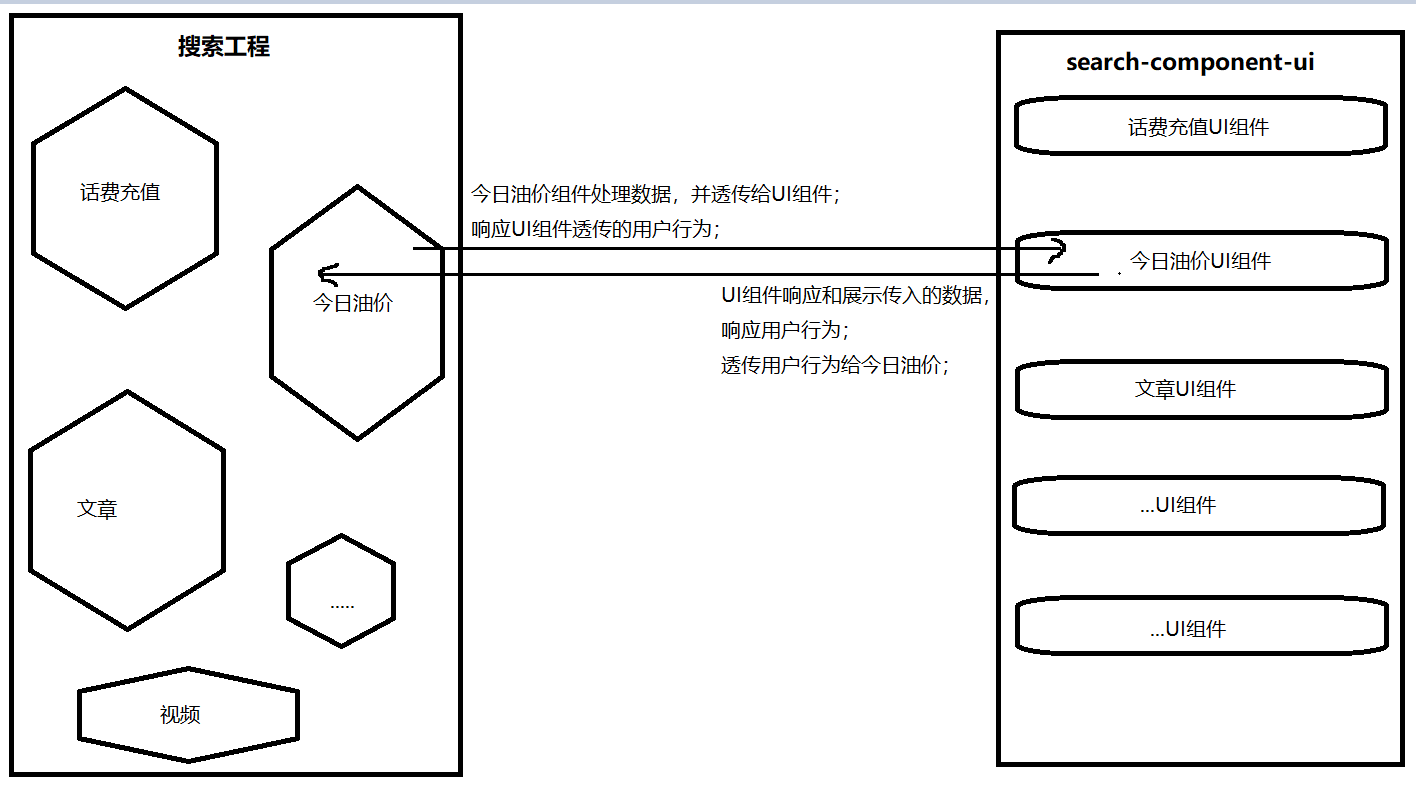 搜索工程
话费充值
今日油价
文章
.....
视频
今日油价组件处理数据，并透传给UI组件；
响应UI组件透传的用户行为；
UI组件响应和展示传入的数据，
响应用户行为；
透传用户行为给今日油价；
search-component-ui
话费充值UI组件
今日油价UI组件
文章UI组件
...UI组件
...UI组件